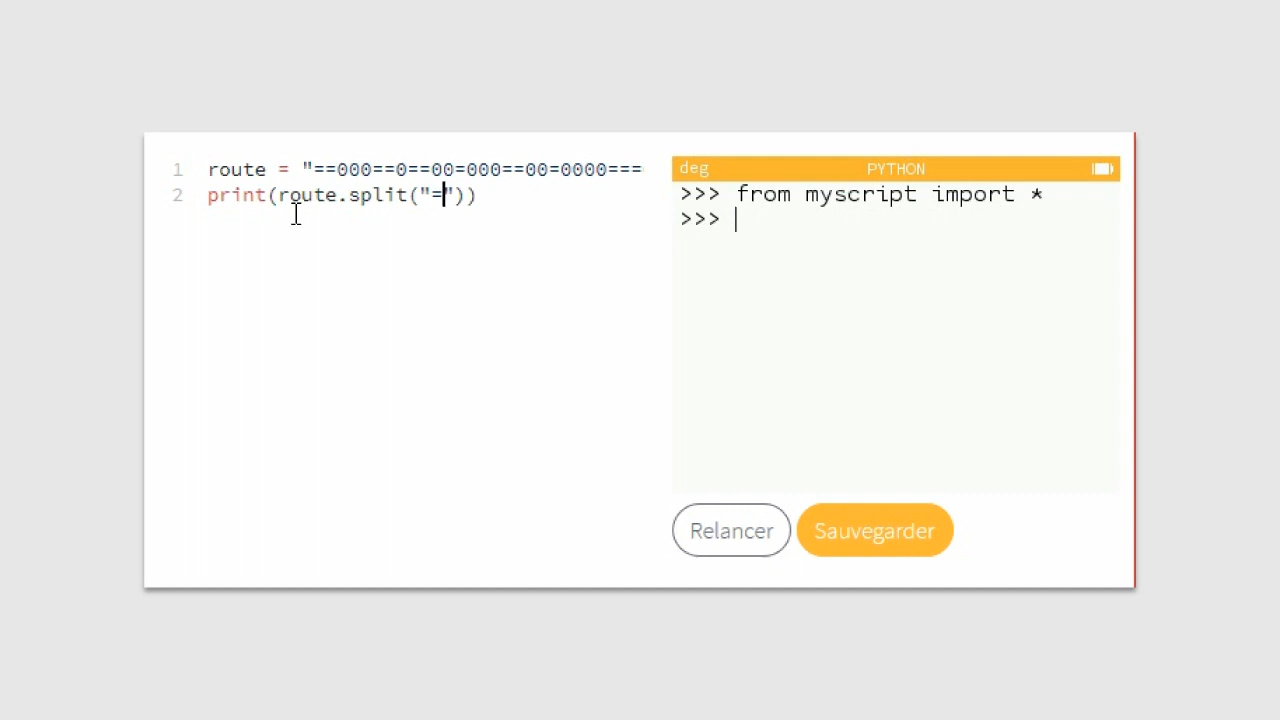 1 route = "==000==0==00=000==00=0000===
2 print(route.split("="))
deg PYTHON
>>> from myscript import *
>>>
Relancer Sauvegarder